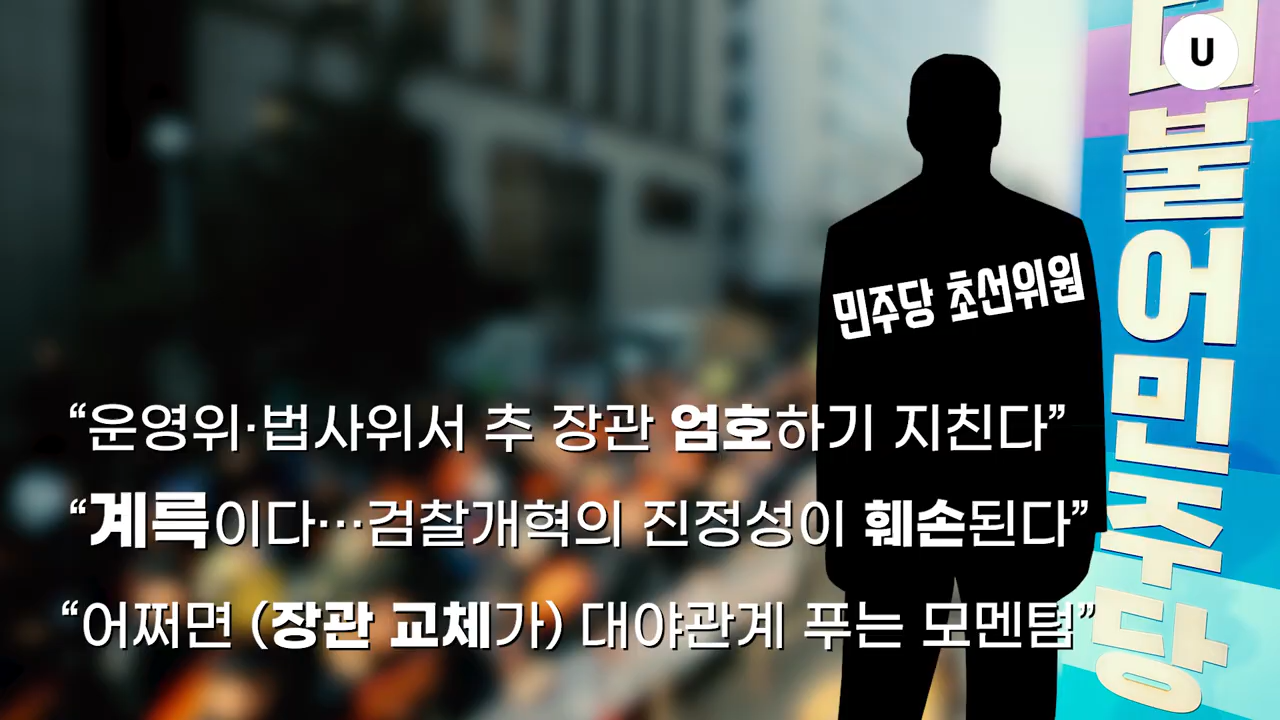 U
더불어민주당
민주당 초선위원
“운영위·법사위서 추 장관 엄호하기 지친다”
“계륵이다…검찰개혁의 진정성이 훼손된다”
“어쩌면 (장관 교체가) 대야관계 푸는 모멘텀”